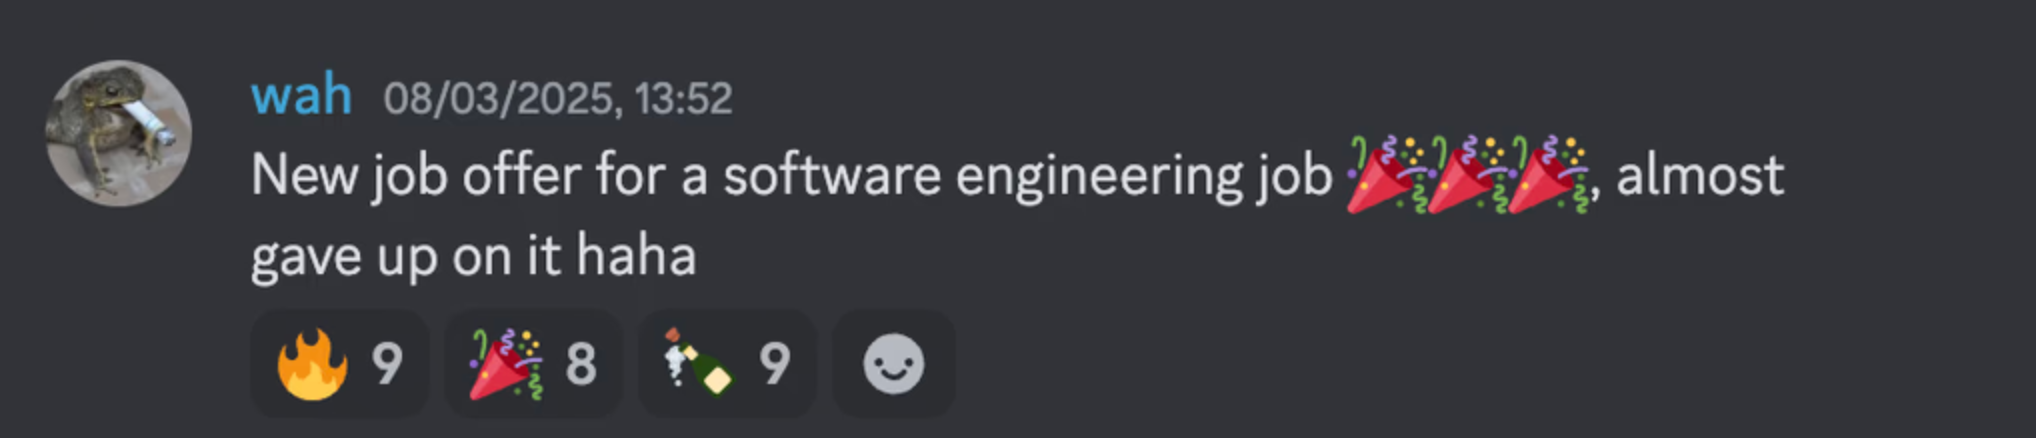 wah 08/03/2025, 13:52
New job offer for a software engineering job 🎉🎉🎉, almost
gave up on it haha
🔥 9 🎉 8 🍾 9